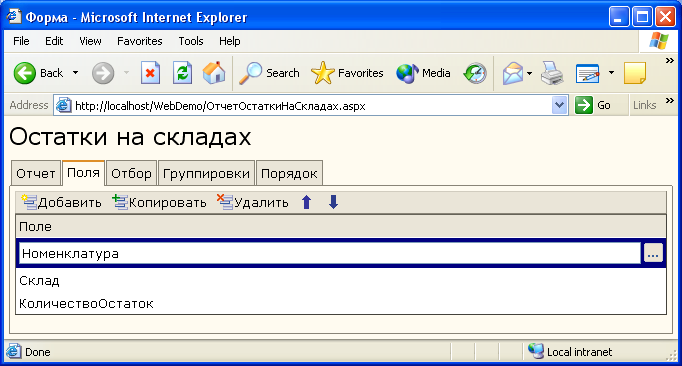 Форма - Microsoft Internet Explorer
File Edit View Favorites Tools Help
Back Search Favorites Media
Address http://localhost/WebDemo/ОтчетОстаткиНаСкладах.aspx Go Links
Остатки на складах
Отчет Поля Отбор Группировки Порядок
Добавить Копировать Удалить
Поле
Номенклатура ...
Склад
КоличествоОстаток
Done Local intranet